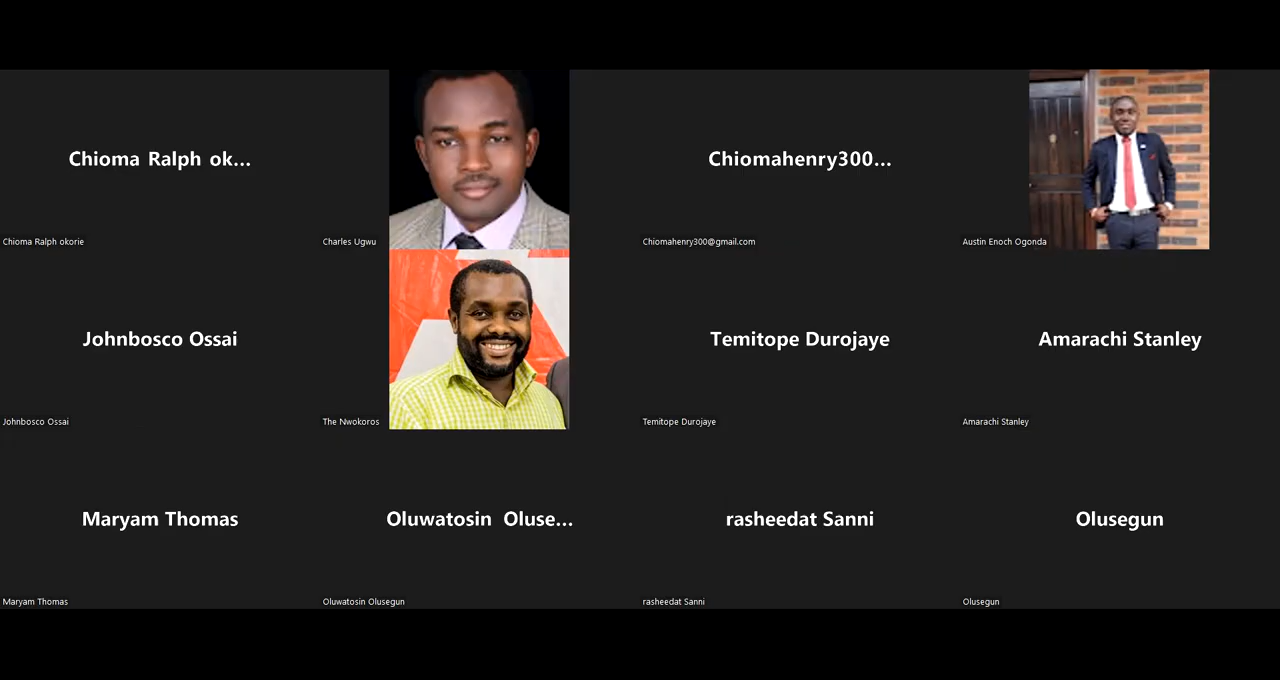 Chioma Ralph ok...
Chiomahenry300...
Chioma Ralph okorie
Charles Ugwu
Chiomahenry300@gmail.com
Austin Enoch Ogonda
Johnbosco Ossai
Temitope Durojaye
Amarachi Stanley
Johnbosco Ossai
The Nwokoros
Temitope Durojaye
Amarachi Stanley
Maryam Thomas
Oluwatosin Oluse...
rasheedat Sanni
Olusegun
Maryam Thomas
Oluwatosin Olusegun
rasheedat Sanni
Olusegun